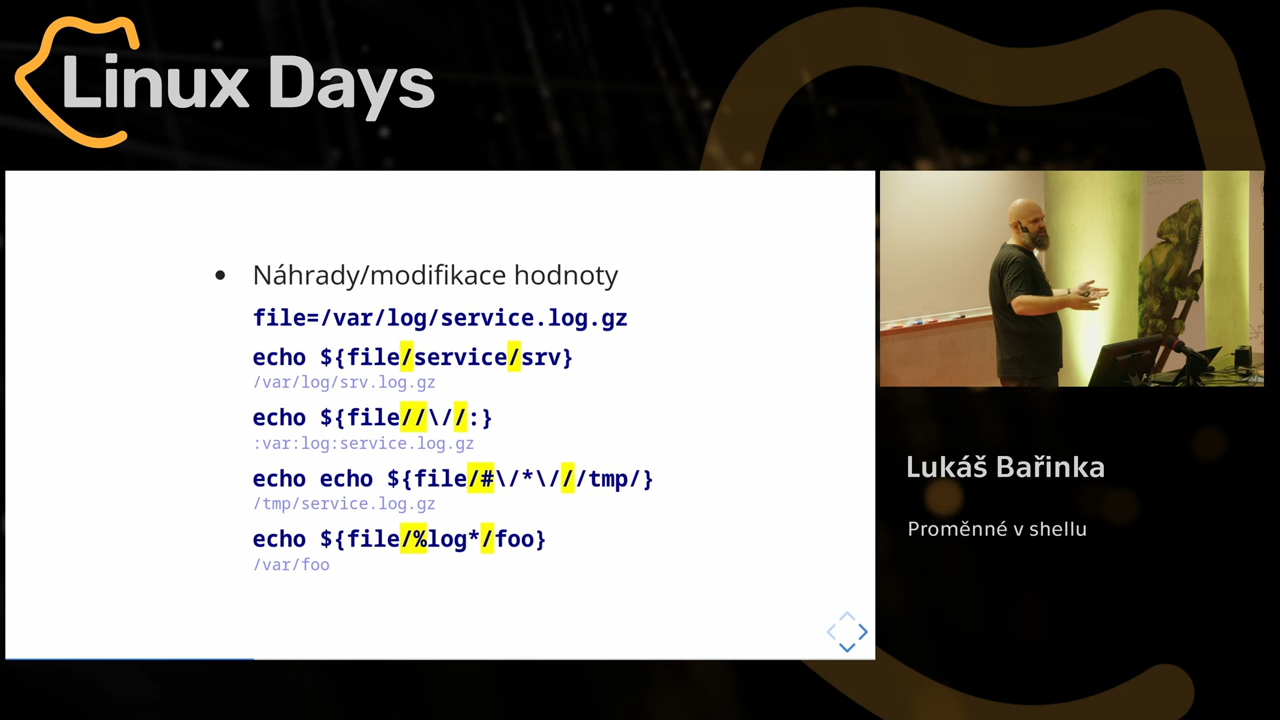 Linux Days
Náhrady/modifikace hodnoty
file=/var/log/service.log.gz
echo ${file/service/srv}
/var/log/srv.log.gz
echo ${file//\//:}
:var:log:service.log.gz
echo echo ${file/#\/*\///tmp/}
/tmp/service.log.gz
echo ${file/%log*/foo}
/var/foo
ENTERPRISE
Lukáš Bařinka
Proměnné v shellu